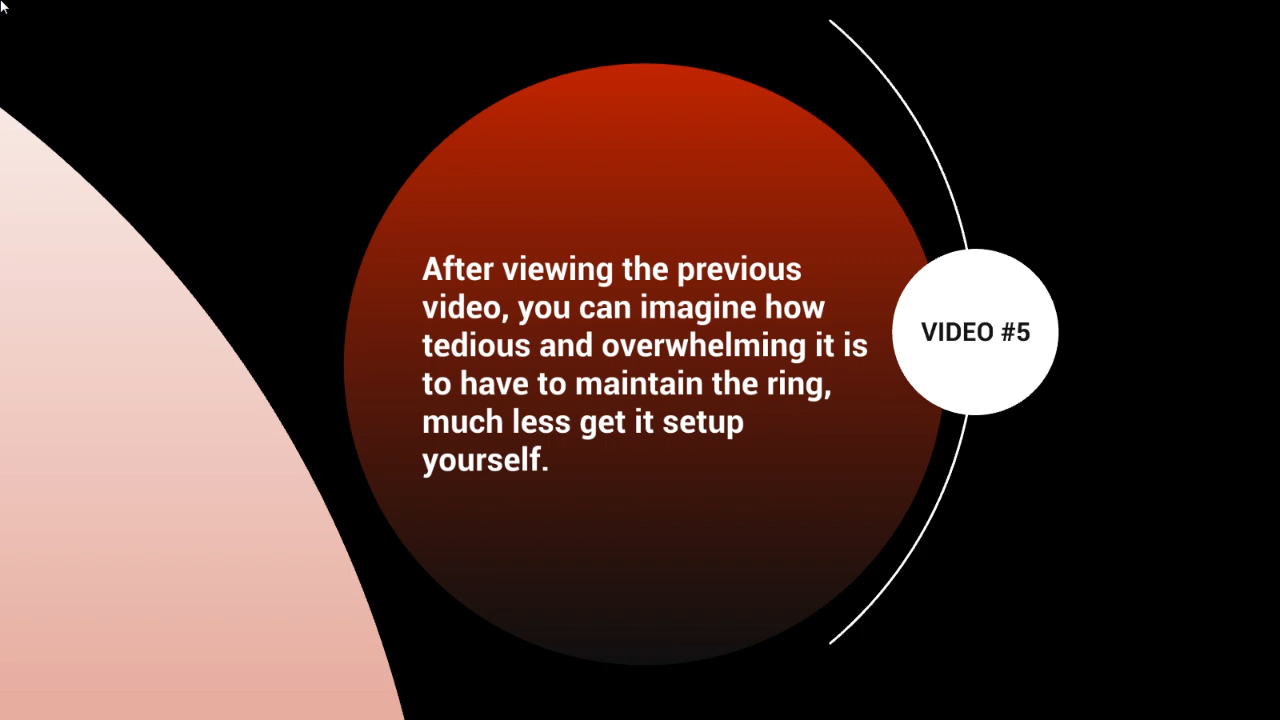 After viewing the previous
video, you can imagine how
tedious and overwhelming it is
to have to maintain the ring,
much less get it setup
yourself.
VIDEO #5